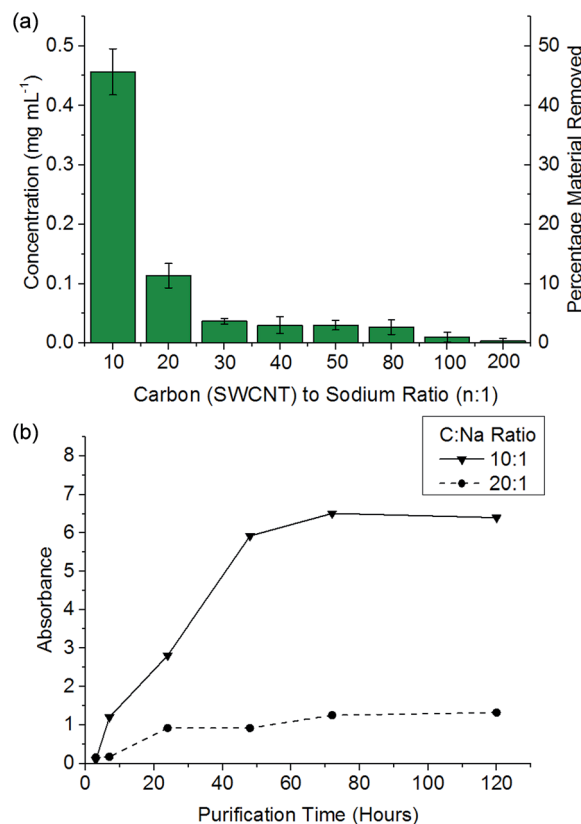 (a)
Concentration (mg mL⁻¹)
0.5
0.4
0.3
0.2
0.1
0.0
50
40
30
20
10
0
Percentage Material Removed
10 20 30 40 50 80 100 200
Carbon (SWCNT) to Sodium Ratio (n:1)
(b)
C:Na Ratio
10:1
20:1
Absorbance
8
7
6
5
4
3
2
1
0
0 20 40 60 80 100 120
Purification Time (Hours)